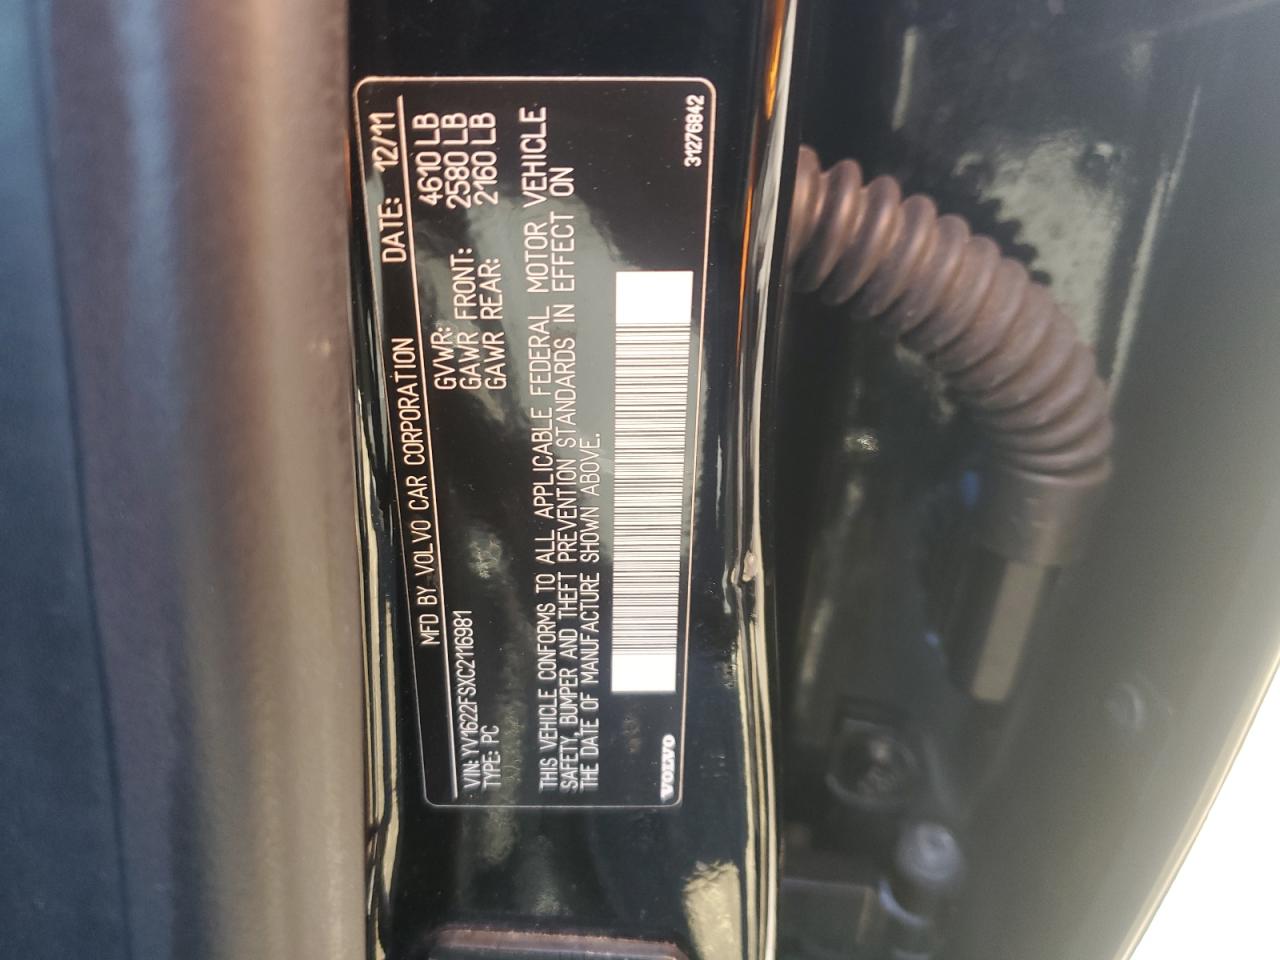 MFD BY VOLVO CAR CORPORATION DATE: 12/11
VIN: YV1622FSXC2116981 GVWR: 4610 LB
TYPE: PC GAWR FRONT: 2580 LB
GAWR REAR: 2160 LB
THIS VEHICLE CONFORMS TO ALL APPLICABLE FEDERAL MOTOR VEHICLE
SAFETY, BUMPER AND THEFT PREVENTION STANDARDS IN EFFECT ON
THE DATE OF MANUFACTURE SHOWN ABOVE.
VOLVO 31276842